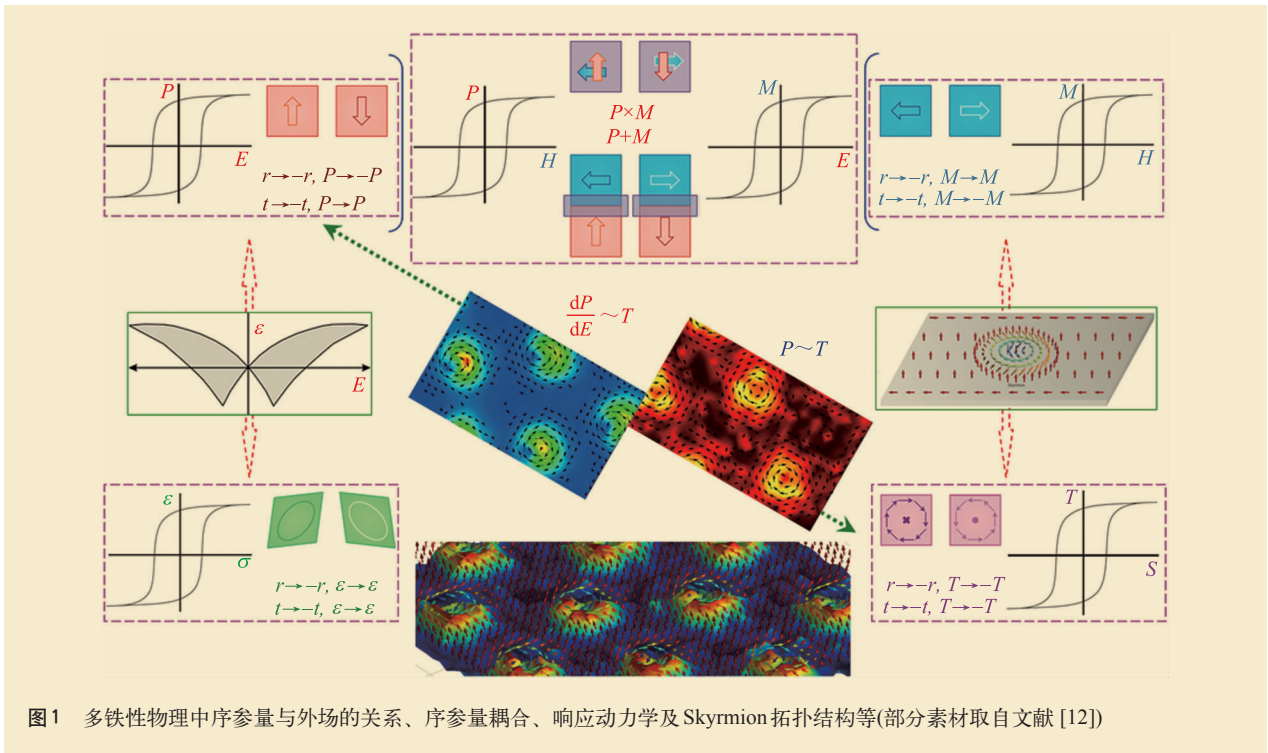 P
E
r→−r, P→−P
t→−t, P→P
P
H
P×M
P+M
M
E
M
H
r→−r, M→M
t→−t, M→−M
ε
E
dP
dE
～T
P～T
ε
σ
r→−r, ε→ε
t→−t, ε→ε
T
S
r→−r, T→−T
t→−t, T→−T
图1 多铁性物理中序参量与外场的关系、序参量耦合、响应动力学及Skyrmion拓扑结构等(部分素材取自文献 [12])